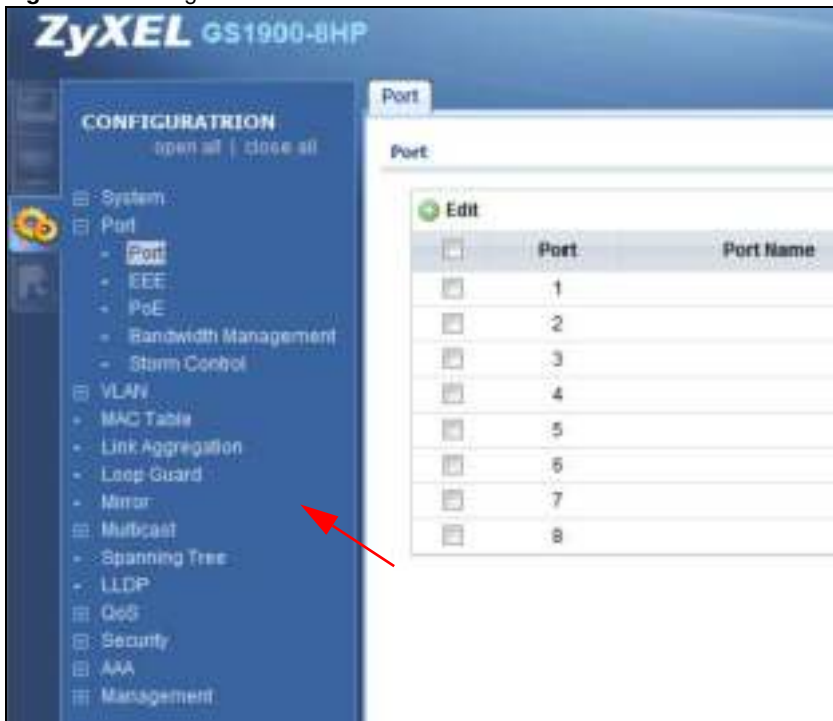 ZyXEL GS1900-8HP
Port
CONFIGURATRION
open all | close all
Port
System
Port
Port
EEE
PoE
Bandwidth Management
Storm Control
VLAN
MAC Table
Link Aggregation
Loop Guard
Mirror
Multicast
Spanning Tree
LLDP
QoS
Security
AAA
Management
Edit
Port Port Name
1
2
3
4
5
6
7
8